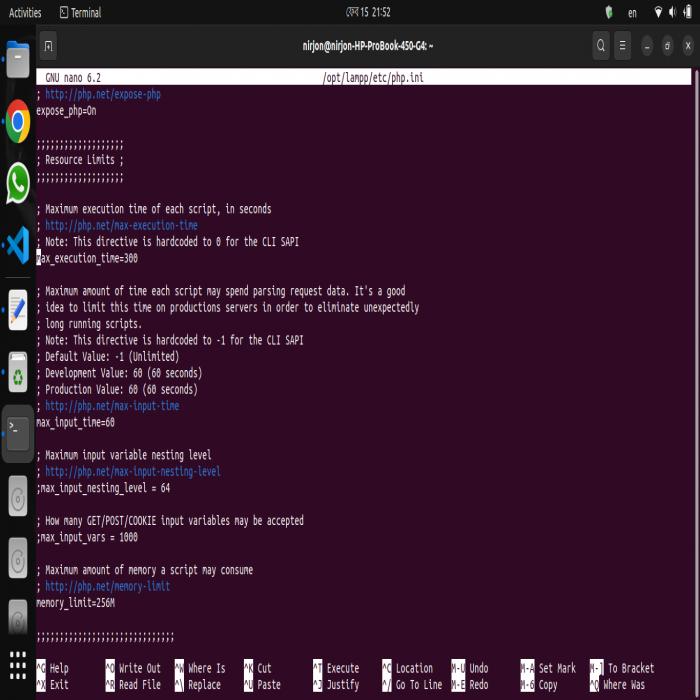 Activities Terminal ফেব 15 21:52 en
nirjon@nirjon-HP-ProBook-450-G4: ~
GNU nano 6.2 /opt/lampp/etc/php.ini
; http://php.net/expose-php
expose_php=On
;;;;;;;;;;;;;;;;;;;
; Resource Limits ;
;;;;;;;;;;;;;;;;;;;
; Maximum execution time of each script, in seconds
; http://php.net/max-execution-time
; Note: This directive is hardcoded to 0 for the CLI SAPI
max_execution_time=300
; Maximum amount of time each script may spend parsing request data. It's a good
; idea to limit this time on productions servers in order to eliminate unexpectedly
; long running scripts.
; Note: This directive is hardcoded to -1 for the CLI SAPI
; Default Value: -1 (Unlimited)
; Development Value: 60 (60 seconds)
; Production Value: 60 (60 seconds)
; http://php.net/max-input-time
max_input_time=60
; Maximum input variable nesting level
; http://php.net/max-input-nesting-level
;max_input_nesting_level = 64
; How many GET/POST/COOKIE input variables may be accepted
;max_input_vars = 1000
; Maximum amount of memory a script may consume
; http://php.net/memory-limit
memory_limit=256M
;;;;;;;;;;;;;;;;;;;;;;;;;;;;;;
^G Help ^O Write Out ^W Where Is ^K Cut ^T Execute ^C Location M-U Undo M-A Set Mark M-] To Bracket
^X Exit ^R Read File ^\ Replace ^U Paste ^J Justify ^/ Go To Line M-E Redo M-6 Copy ^Q Where Was